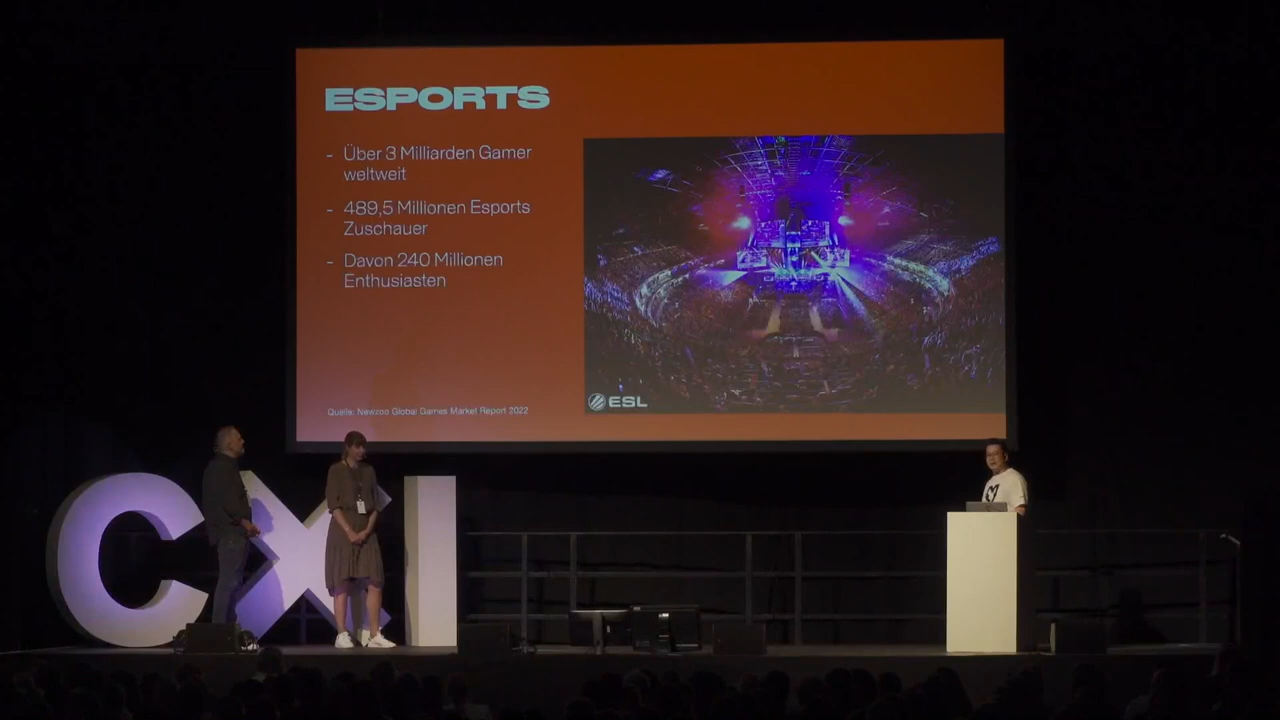 ESPORTS
- Über 3 Milliarden Gamer
weltweit
- 489,5 Millionen Esports
Zuschauer
- Davon 240 Millionen
Enthusiasten
Quelle: Newzoo Global Games Market Report 2022
ESL
CXI